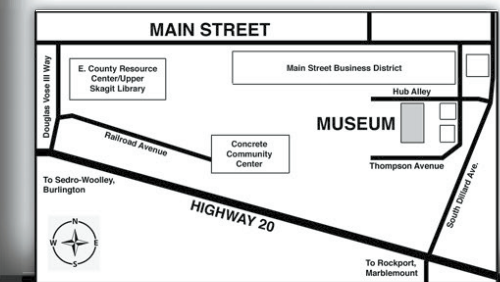 MAIN STREET
Douglas Vose III Way
E. County Resource
Center/Upper
Skagit Library
Main Street Business District
Hub Alley
MUSEUM
Railroad Avenue
Concrete
Community
Center
Thompson Avenue
South Dillard Ave.
To Sedro-Woolley,
Burlington
HIGHWAY 20
N
W
E
S
To Rockport,
Marblemount